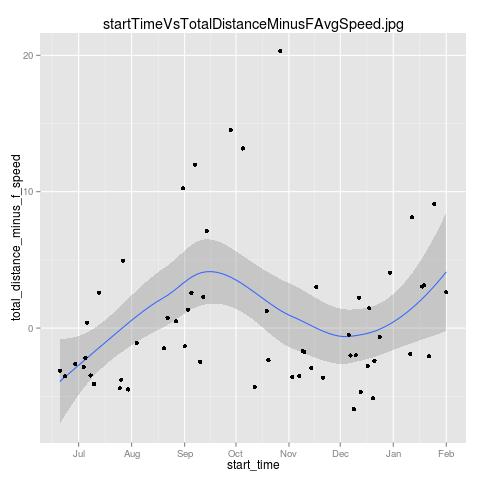 startTimeVsTotalDistanceMinusFAvgSpeed.jpg
total_distance_minus_f_speed
20
10
0
Jul Aug Sep Oct Nov Dec Jan Feb
start_time